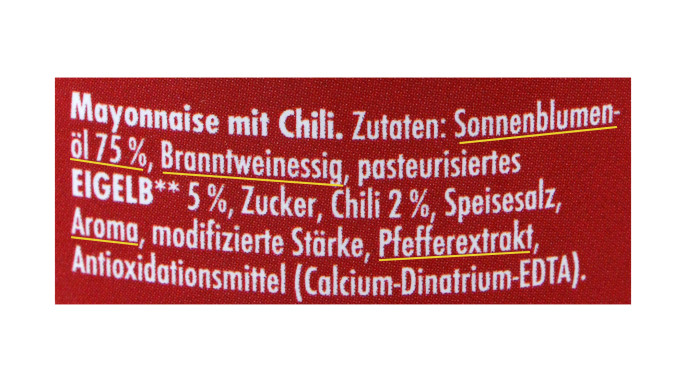 Mayonnaise mit Chili. Zutaten: Sonnenblumen-
öl 75 %, Branntweinessig, pasteurisiertes
EIGELB** 5 %, Zucker, Chili 2 %, Speisesalz,
Aroma, modifizierte Stärke, Pfefferextrakt,
Antioxidationsmittel (Calcium-Dinatrium-EDTA).